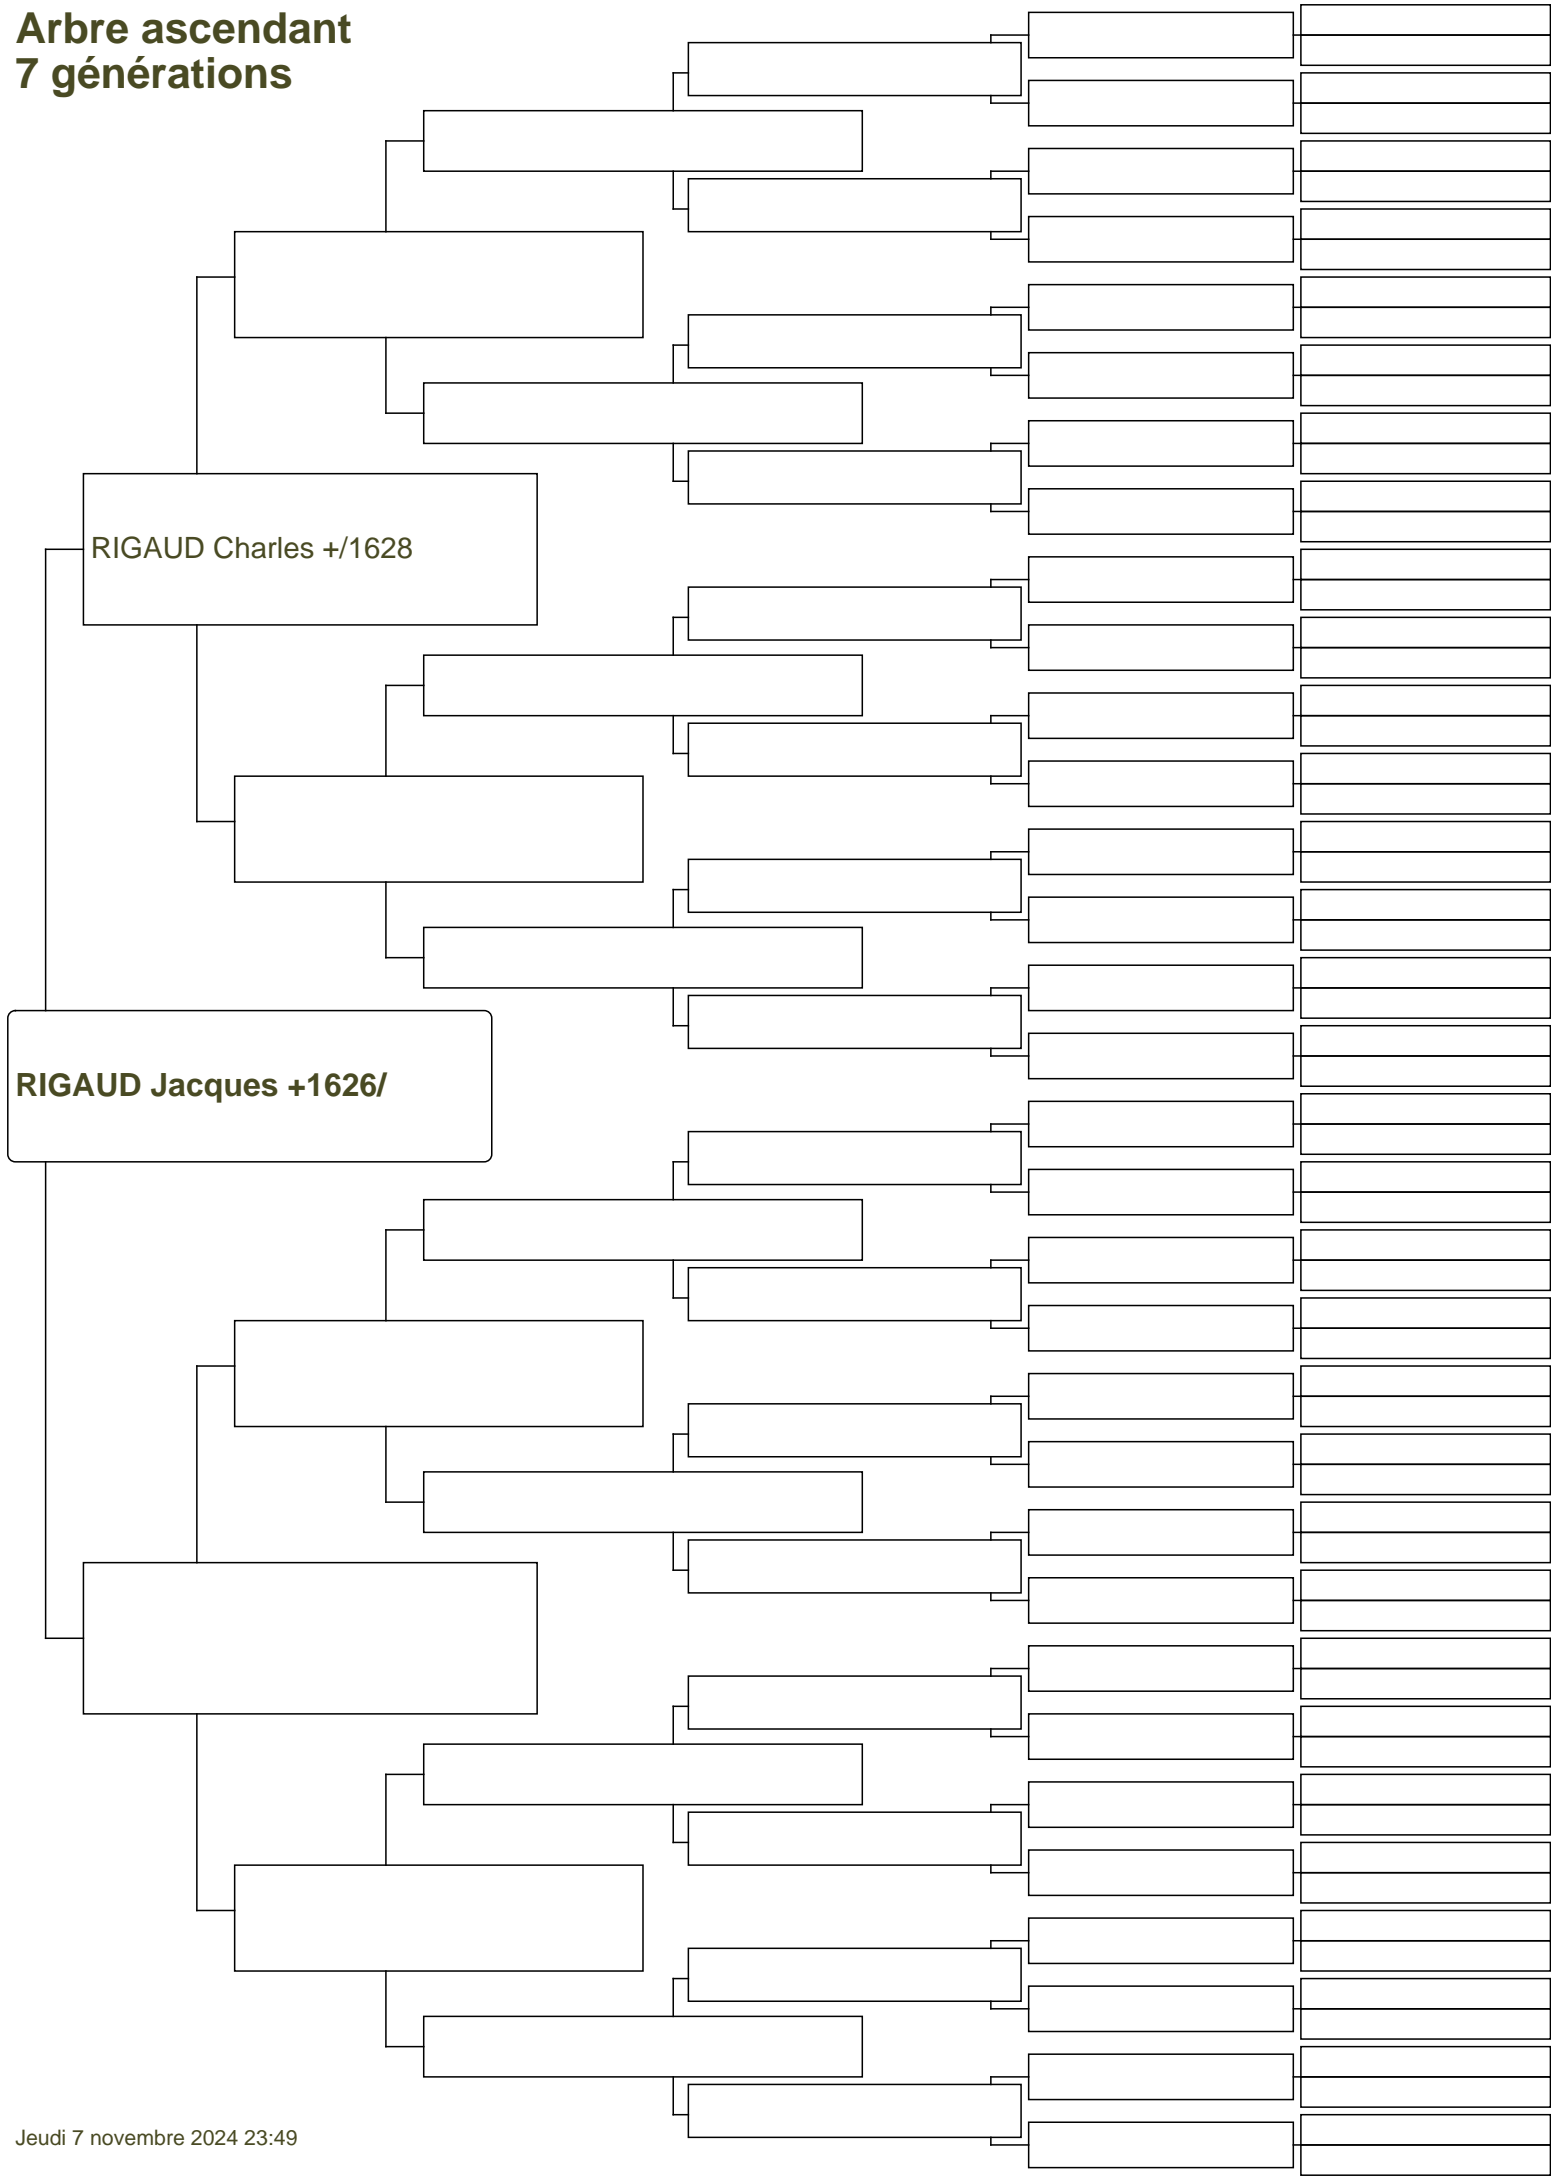 Arbre ascendant
7 générations
RIGAUD Charles +/1628
RIGAUD Jacques +1626/
Jeudi 7 novembre 2024 23:49